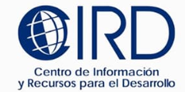 CIRD
Centro de Información
y Recursos para el Desarrollo